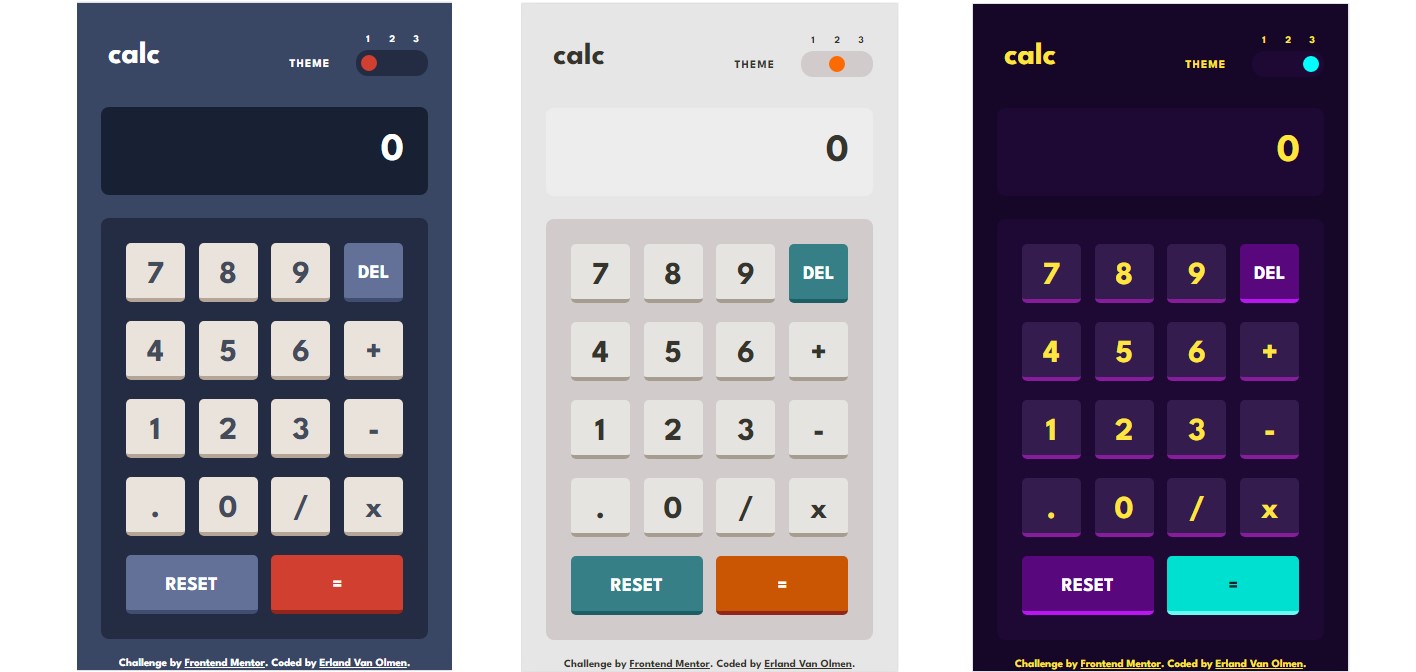 1 2 3
calc
THEME
0
7 8 9 DEL
4 5 6 +
1 2 3 -
. 0 / x
RESET =
Challenge by Frontend Mentor. Coded by Erland Van Olmen.
1 2 3
calc
THEME
0
7 8 9 DEL
4 5 6 +
1 2 3 -
. 0 / x
RESET =
Challenge by Frontend Mentor. Coded by Erland Van Olmen.
1 2 3
calc
THEME
0
7 8 9 DEL
4 5 6 +
1 2 3 -
. 0 / x
RESET =
Challenge by Frontend Mentor. Coded by Erland Van Olmen.